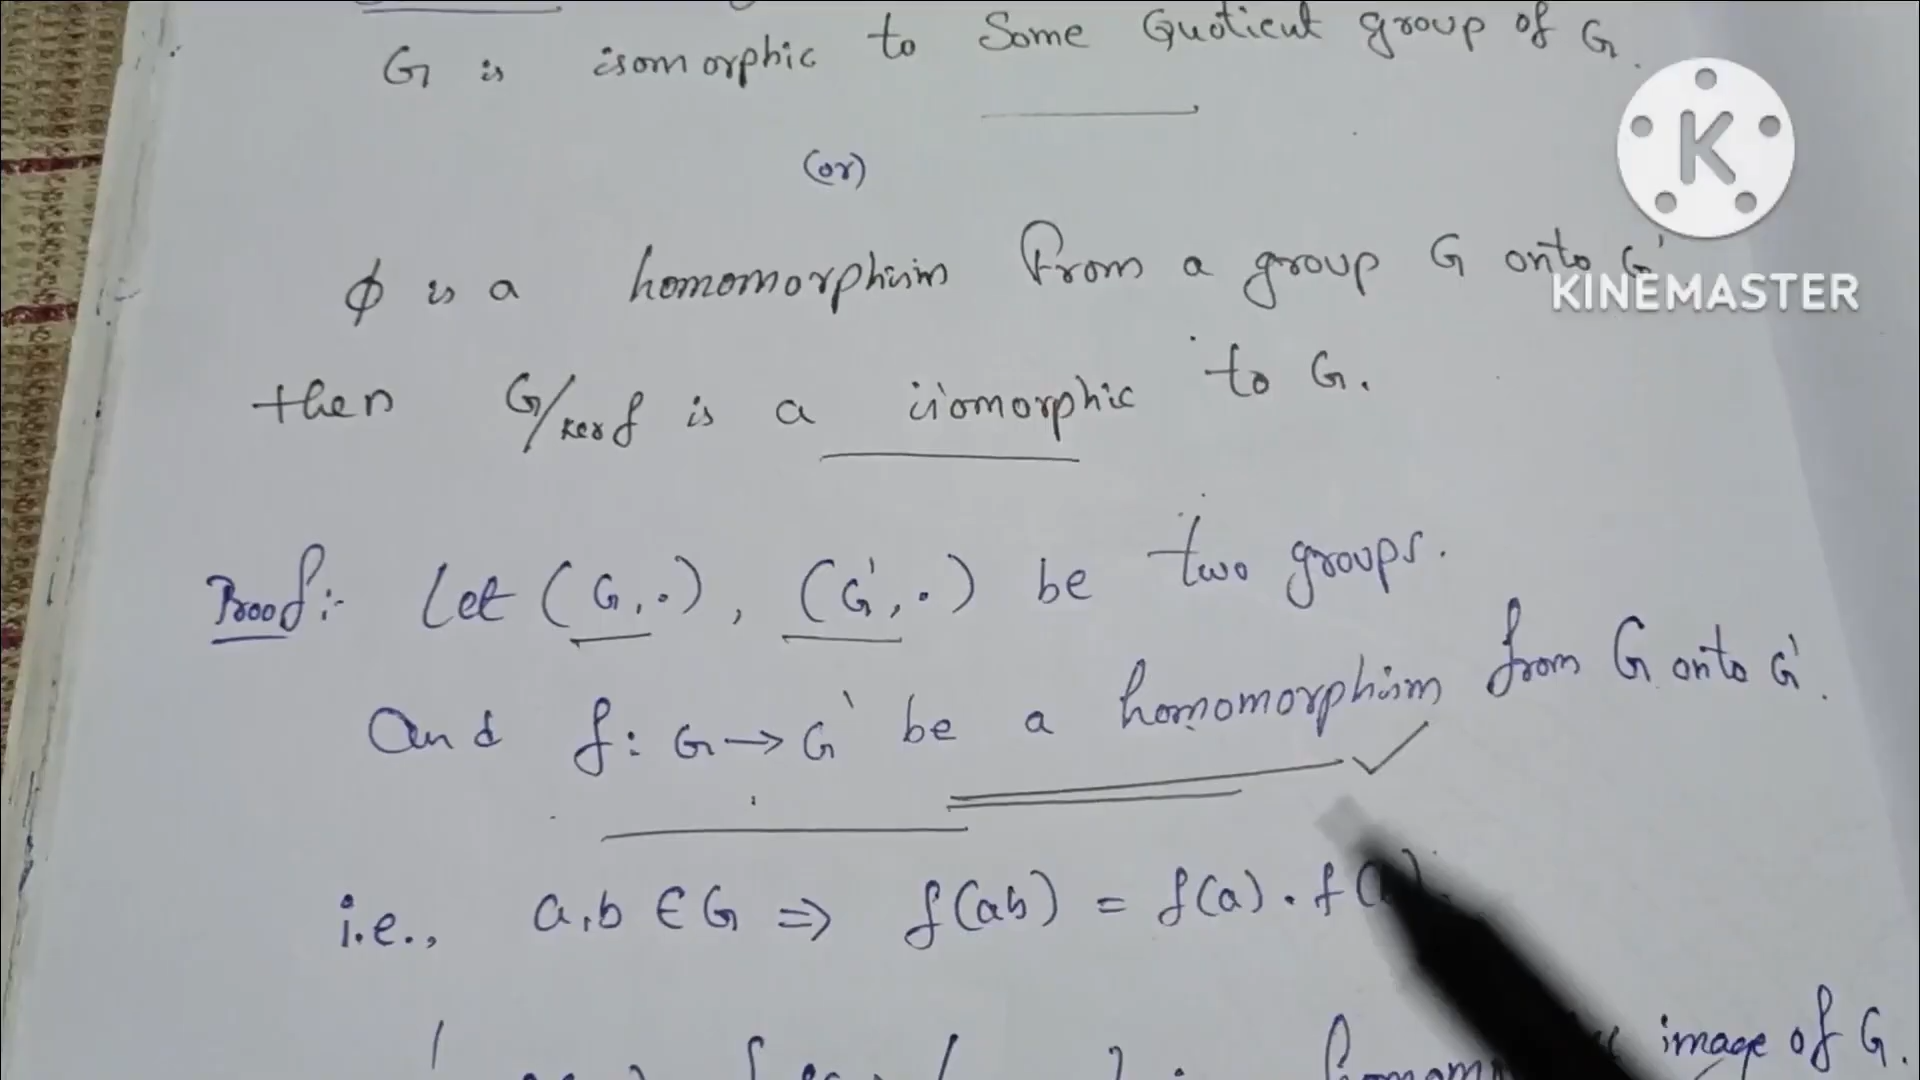 G is isomorphic to Some Quotient group of G.
(or)
K
ϕ is a homomorphism From a group G onto G'
KINEMASTER
then G/ker f is a isomorphic to G.
Proof:- Let (G, .), (G', .) be two groups.
And f: G → G' be a homomorphism from G onto G'.
i.e., a,b ∈ G ⇒ f(ab) = f(a) . f(
image of G.